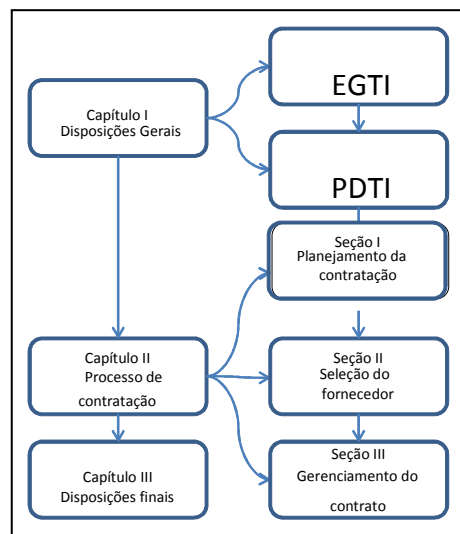 EGTI
Capítulo I
Disposições Gerais
PDTI
Seção I
Planejamento da
contratação
Capítulo II
Processo de
contratação
Seção II
Seleção do
fornecedor
Capítulo III
Disposições finais
Seção III
Gerenciamento do
contrato